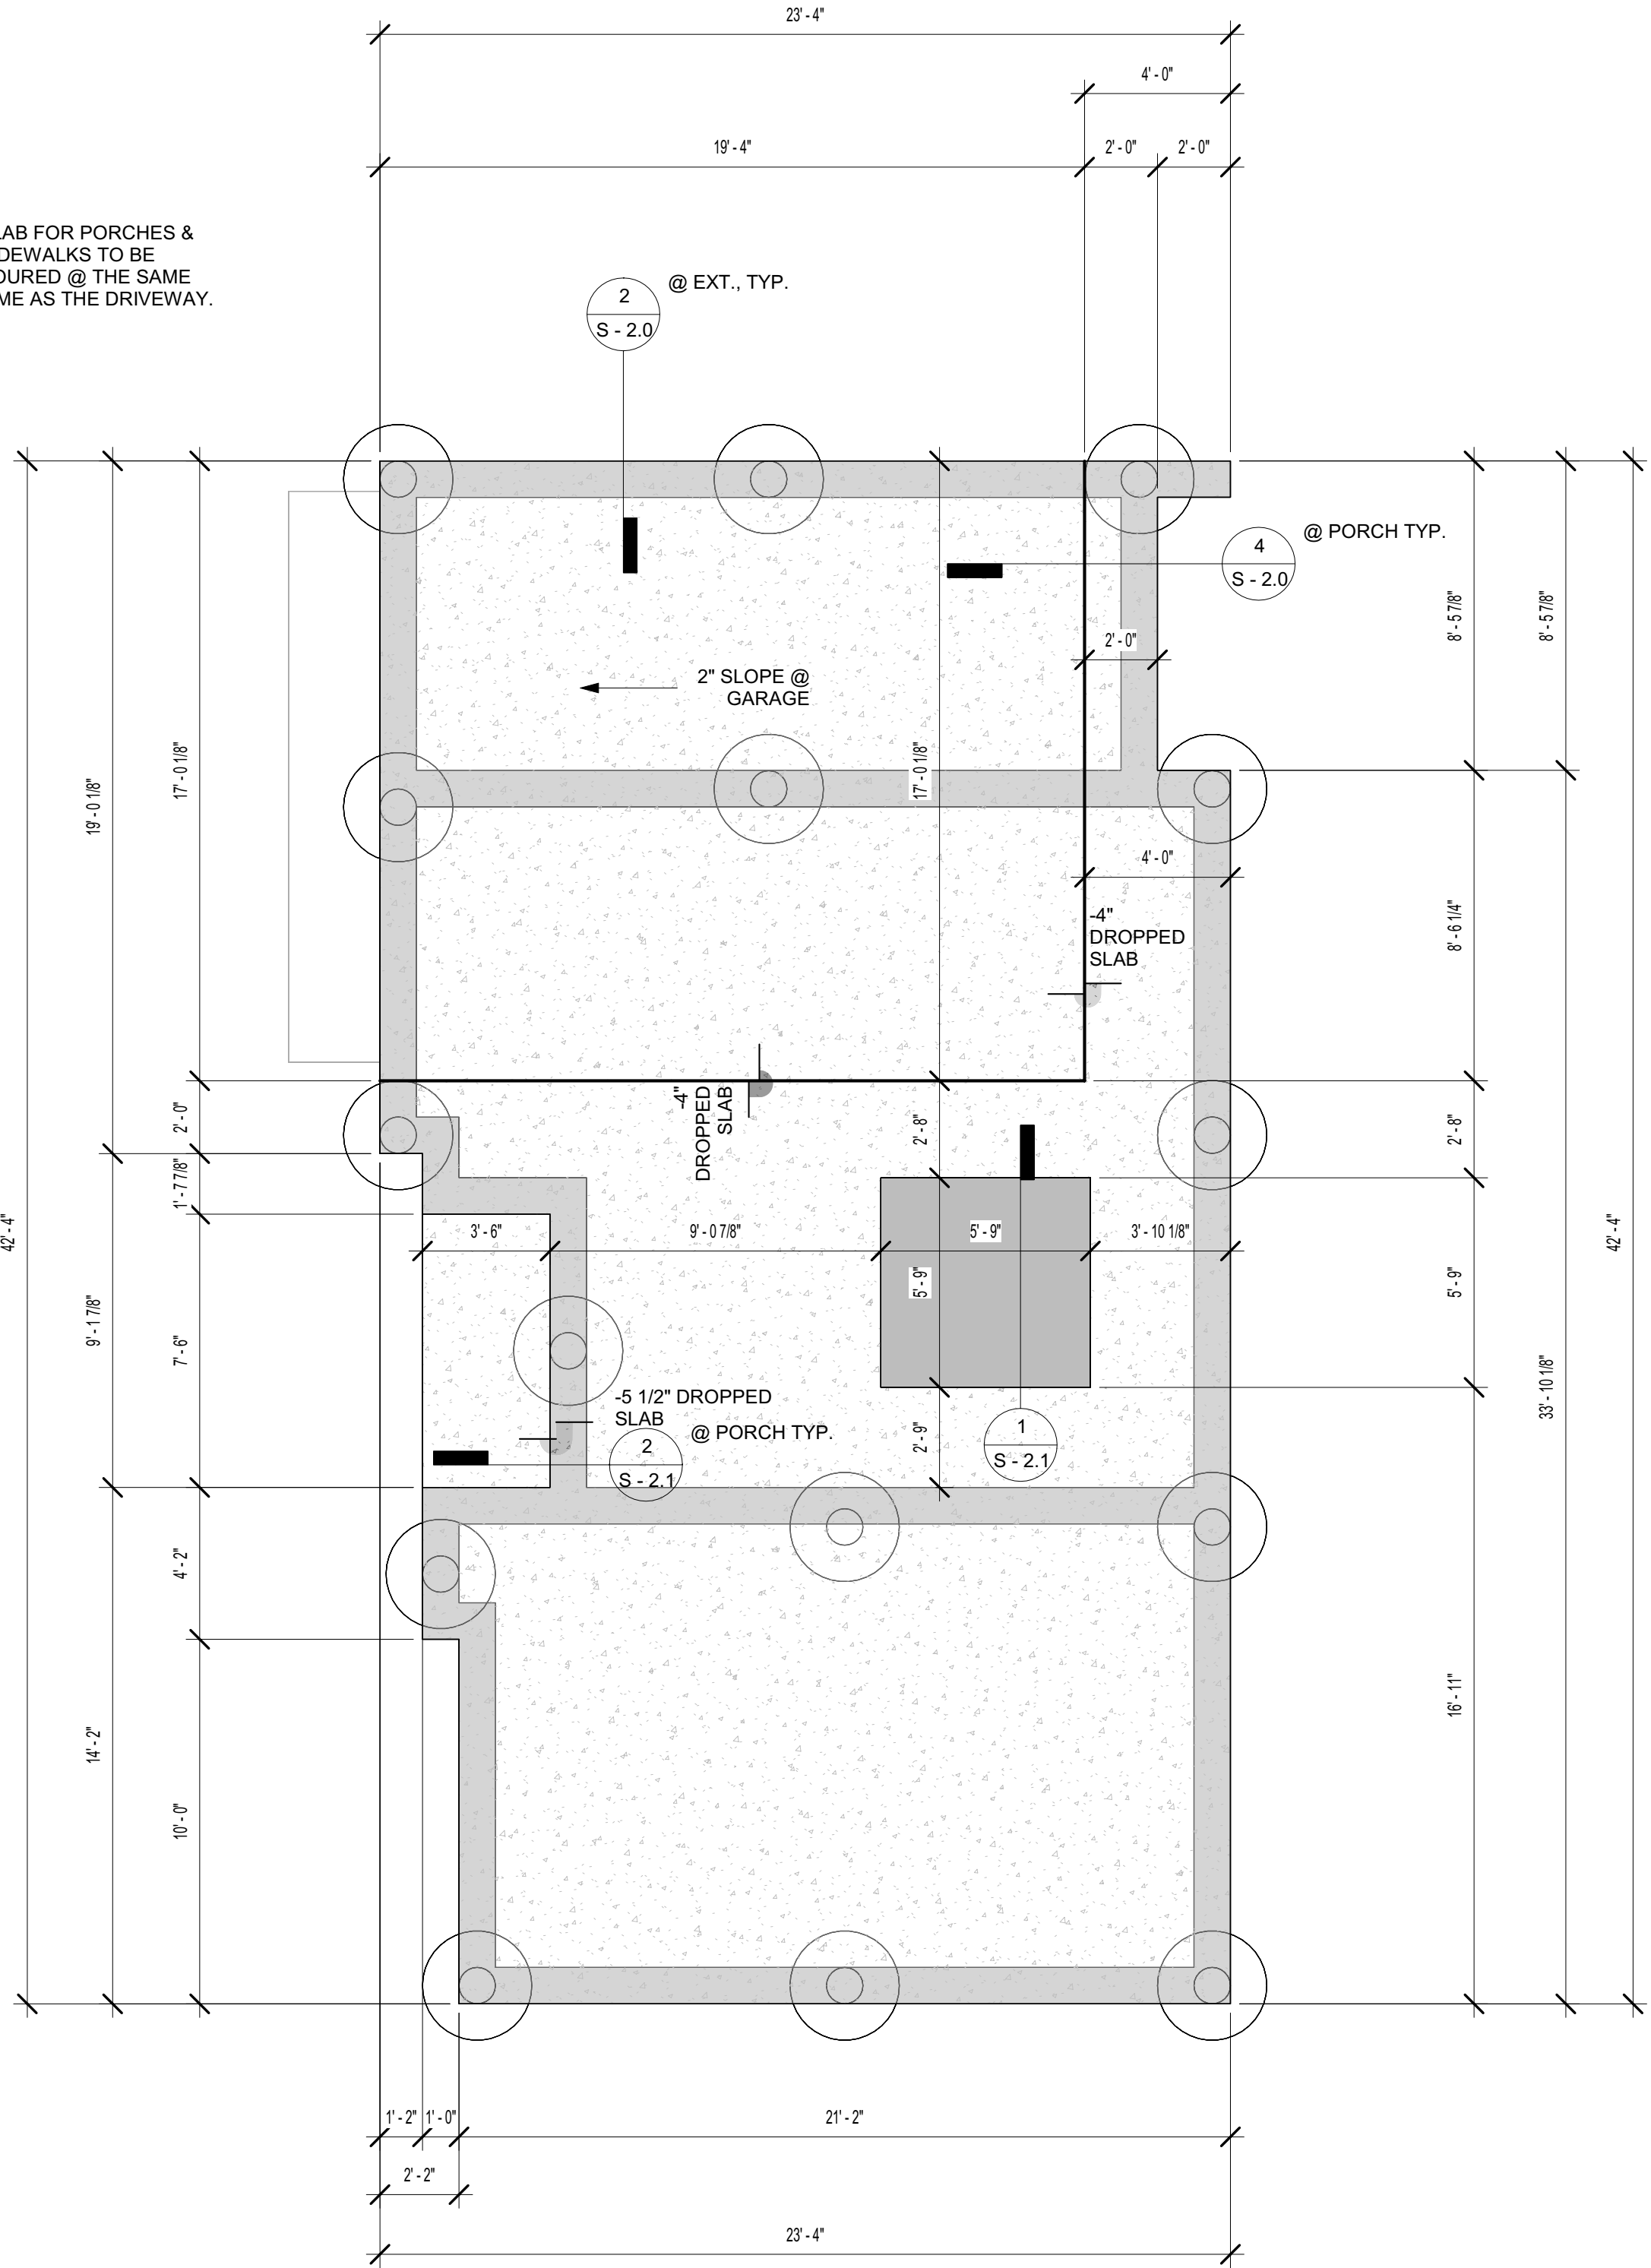 23' - 4"
4' - 0"
19' - 4"
2' - 0"
2' - 0"
LAB FOR PORCHES &
DEWALKS TO BE
OURED @ THE SAME
ME AS THE DRIVEWAY.
2
S - 2.0
@ EXT., TYP.
4
S - 2.0
@ PORCH TYP.
8' - 5 7/8"
8' - 5 7/8"
2' - 0"
2" SLOPE @
GARAGE
17' - 0 1/8"
17' - 0 1/8"
19' - 0 1/8"
4' - 0"
-4"
DROPPED
SLAB
8' - 6 1/4"
-4"
DROPPED
SLAB
2' - 0"
2' - 8"
2' - 8"
1' - 7 7/8"
42' - 4"
42' - 4"
3' - 6"
9' - 0 7/8"
5' - 9"
3' - 10 1/8"
5' - 9"
5' - 9"
9' - 1 7/8"
7' - 6"
-5 1/2" DROPPED
SLAB
@ PORCH TYP.
2
S - 2.1
2' - 9"
1
S - 2.1
33' - 10 1/8"
4' - 2"
16' - 11"
14' - 2"
10' - 0"
1' - 2"
1' - 0"
21' - 2"
2' - 2"
23' - 4"